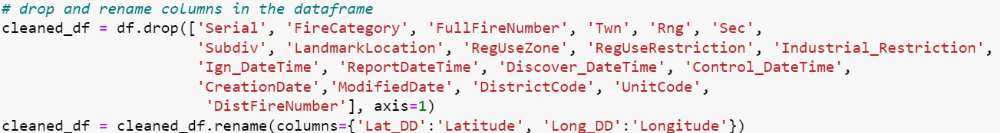 # drop and rename columns in the dataframe
cleaned_df = df.drop(['Serial', 'FireCategory', 'FullFireNumber', 'Twn', 'Rng', 'Sec',
                      'Subdiv', 'LandmarkLocation', 'RegUseZone', 'RegUseRestriction', 'Industrial_Restriction',
                      'Ign_DateTime', 'ReportDateTime', 'Discover_DateTime', 'Control_DateTime',
                      'CreationDate','ModifiedDate', 'DistrictCode', 'UnitCode',
                       'DistFireNumber'], axis=1)
cleaned_df = cleaned_df.rename(columns={'Lat_DD':'Latitude', 'Long_DD':'Longitude'})